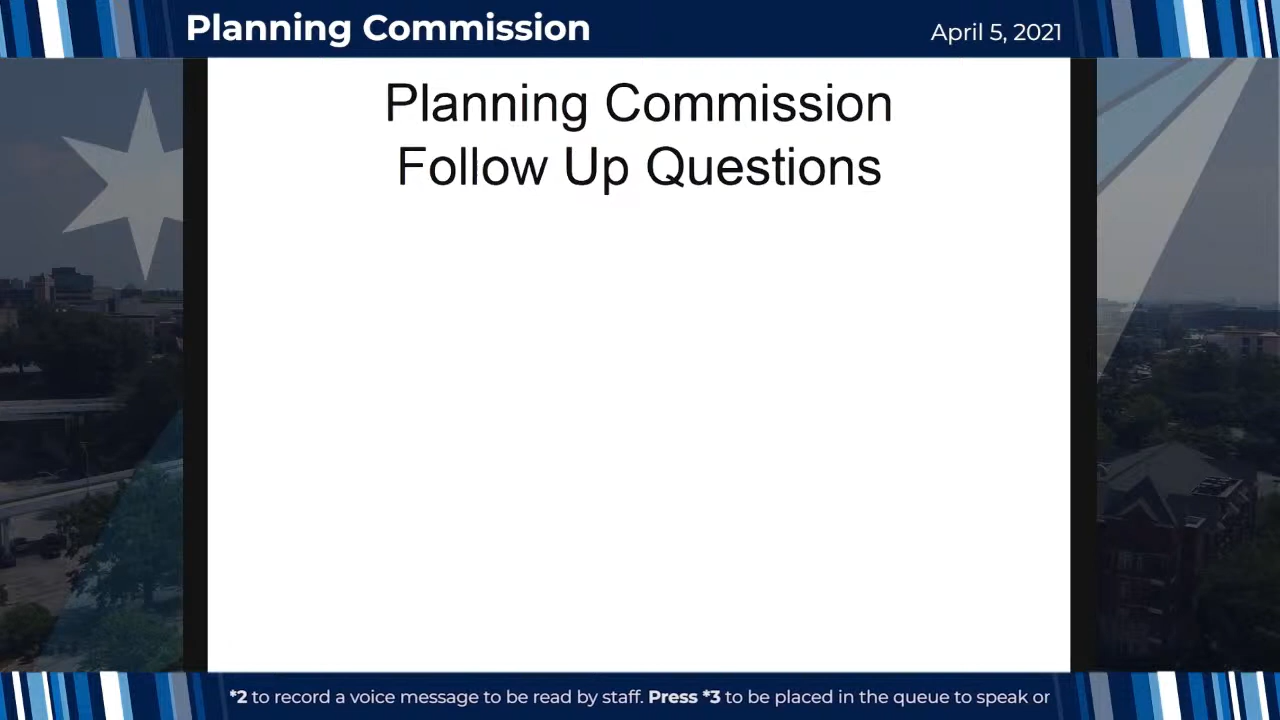 Planning Commission
April 5, 2021
Planning Commission
Follow Up Questions
*2 to record a voice message to be read by staff. Press *3 to be placed in the queue to speak or